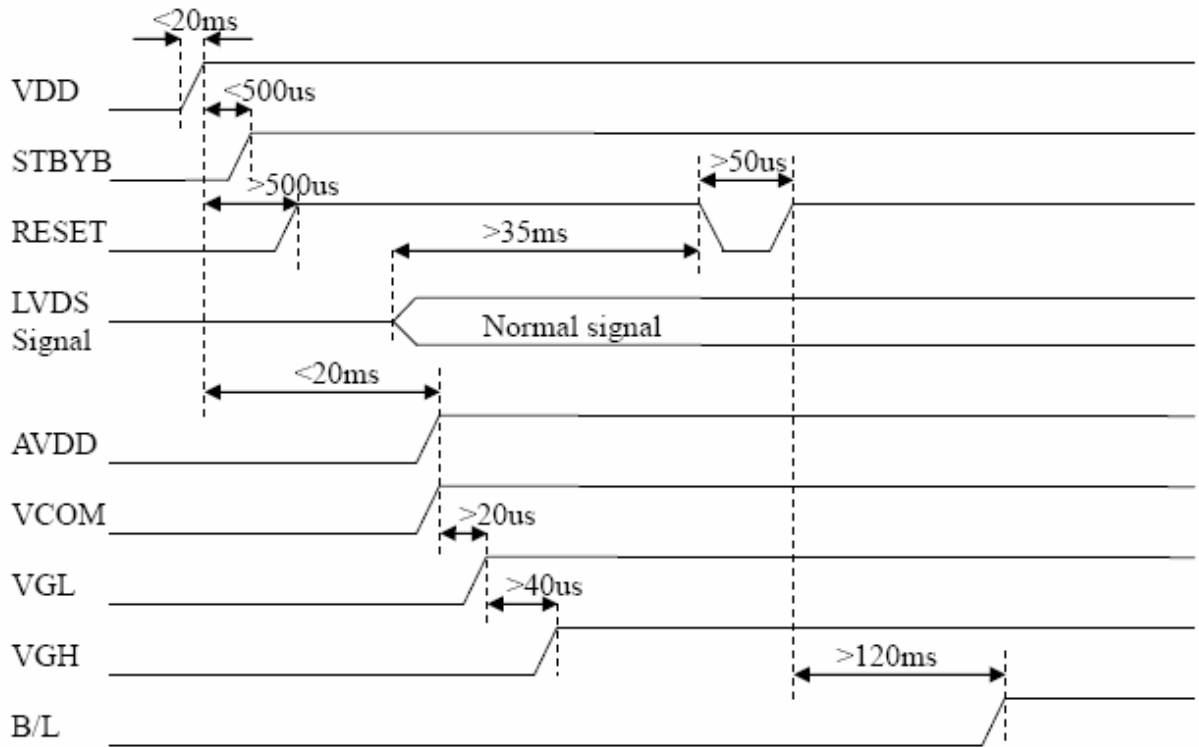 <20ms
VDD
<500us
STBYB
>500us
>50us
RESET
>35ms
LVDS
Signal
Normal signal
<20ms
AVDD
VCOM
>20us
VGL
>40us
VGH
>120ms
B/L